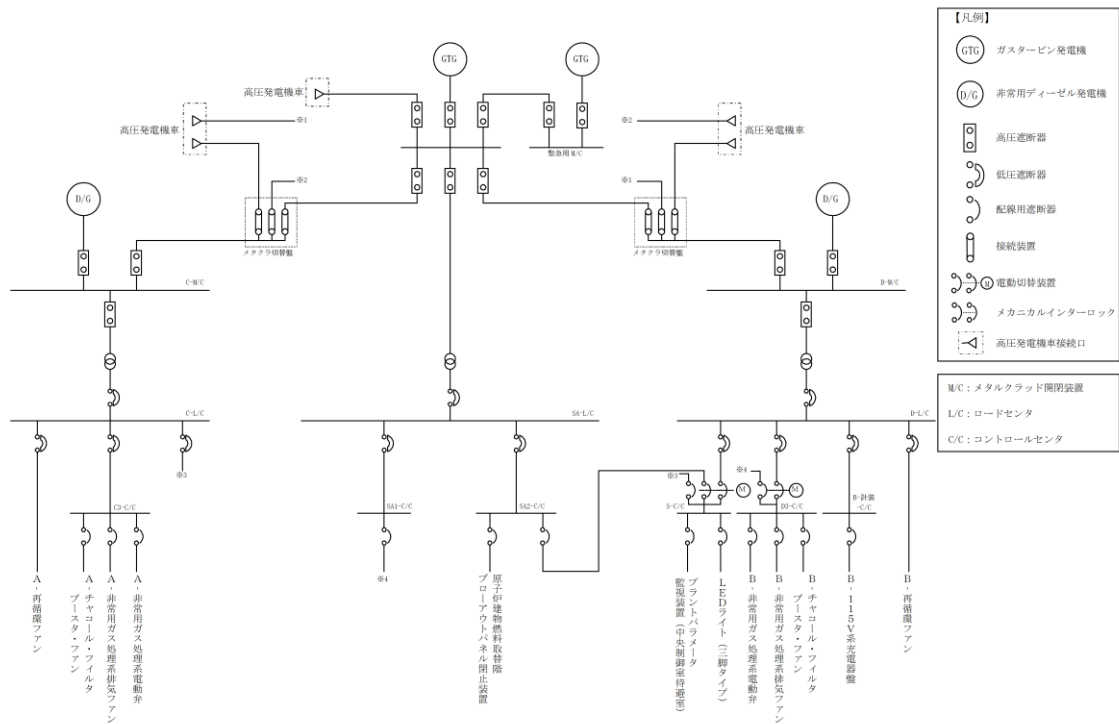 GTG
GTG
高圧発電機車
高圧発電機車
※1
※2
高圧発電機車
緊急用M/C
※2
※1
D/G
D/G
メタクラ切替盤
メタクラ切替盤
C-M/C
D-M/C
C-L/C
SA-L/C
D-L/C
※3
※3
※4
M
M
C3-C/C
SA1-C/C
SA2-C/C
S-C/C
D3-C/C
B-計装
-C/C
※4
A-再循環ファン
A-チャコール・フィルタ
ブースタ・ファン
A-非常用ガス処理系排気ファン
A-非常用ガス処理系電動弁
原子炉建物燃料取替階
ブローアウトパネル閉止装置
プラントパラメータ
監視装置(中央制御室待避室)
LEDライト(三脚タイプ)
B-非常用ガス処理系電動弁
B-非常用ガス処理系排気ファン
B-チャコール・フィルタ
ブースタ・ファン
B-115V系充電器盤
B-再循環ファン
【凡例】
GTG ガスタービン発電機
D/G 非常用ディーゼル発電機
高圧遮断器
低圧遮断器
配線用遮断器
接続装置
M 電動切替装置
メカニカルインターロック
高圧発電機車接続口
M/C:メタルクラッド開閉装置
L/C:ロードセンタ
C/C:コントロールセンタ